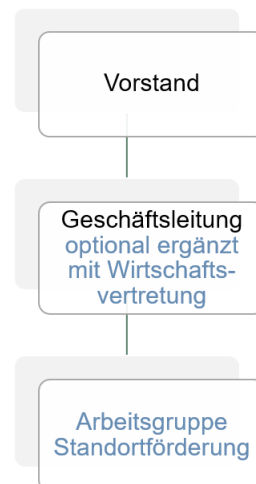 Vorstand
Geschäftsleitung
optional ergänzt
mit Wirtschafts-
vertretung
Arbeitsgruppe
Standortförderung